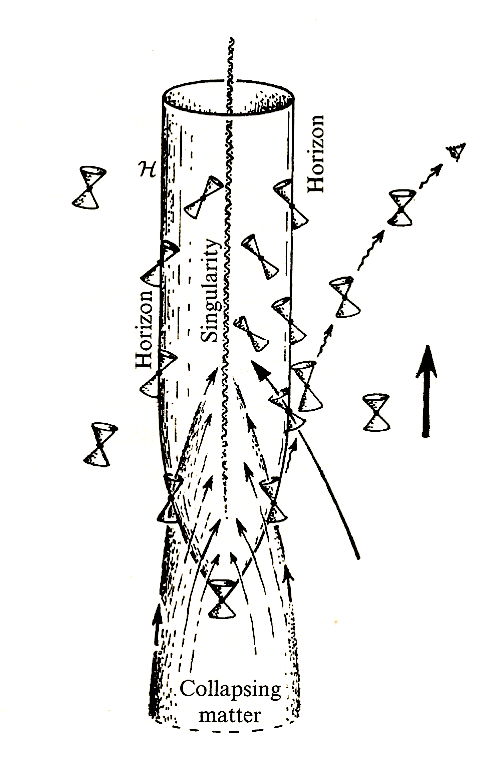 Horizon
ℋ
Singularity
Horizon
Collapsing
matter